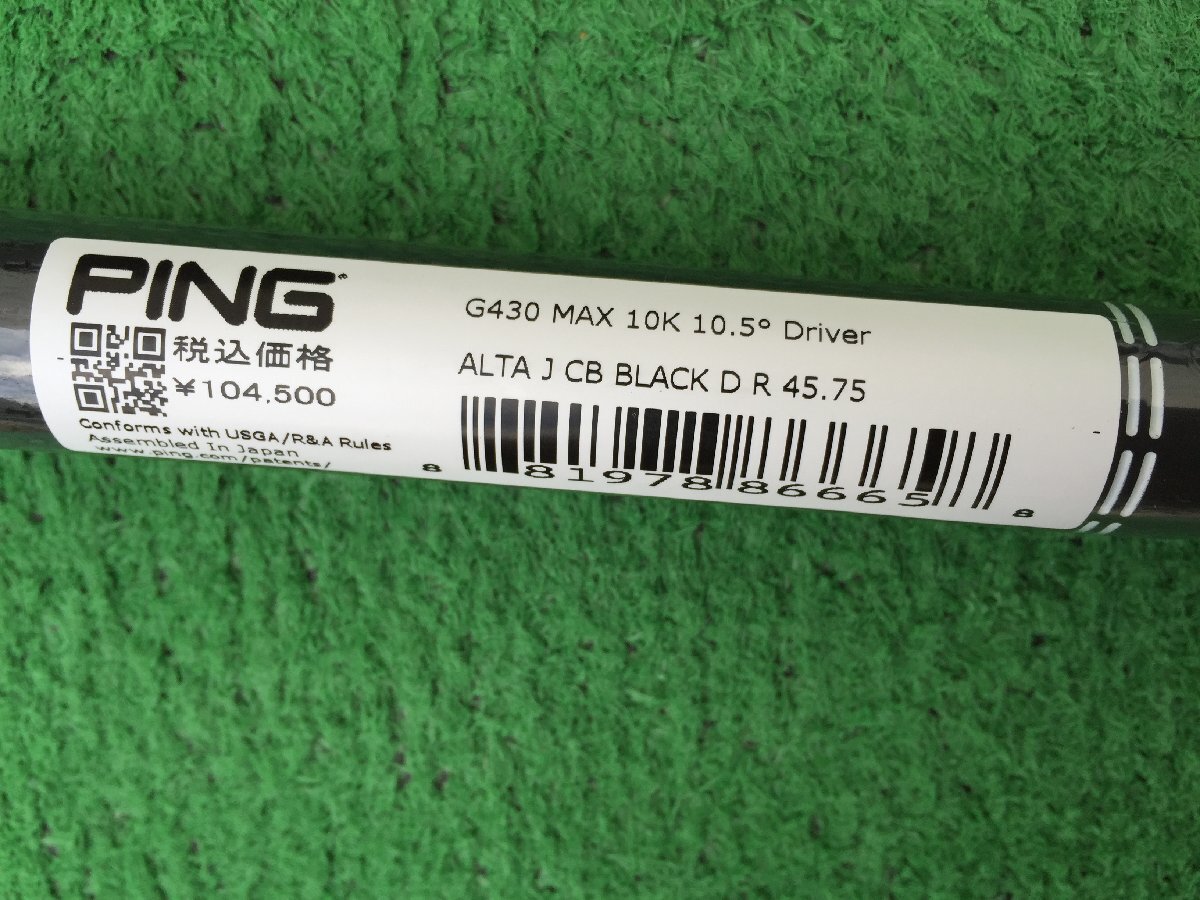 PING
税込価格
¥104,500
Conforms with USGA/R&A Rules
Assembled In Japan
www.ping.com/patents/
G430 MAX 10K 10.5° Driver
ALTA J CB BLACK D R 45.75
8 81978 86665 8